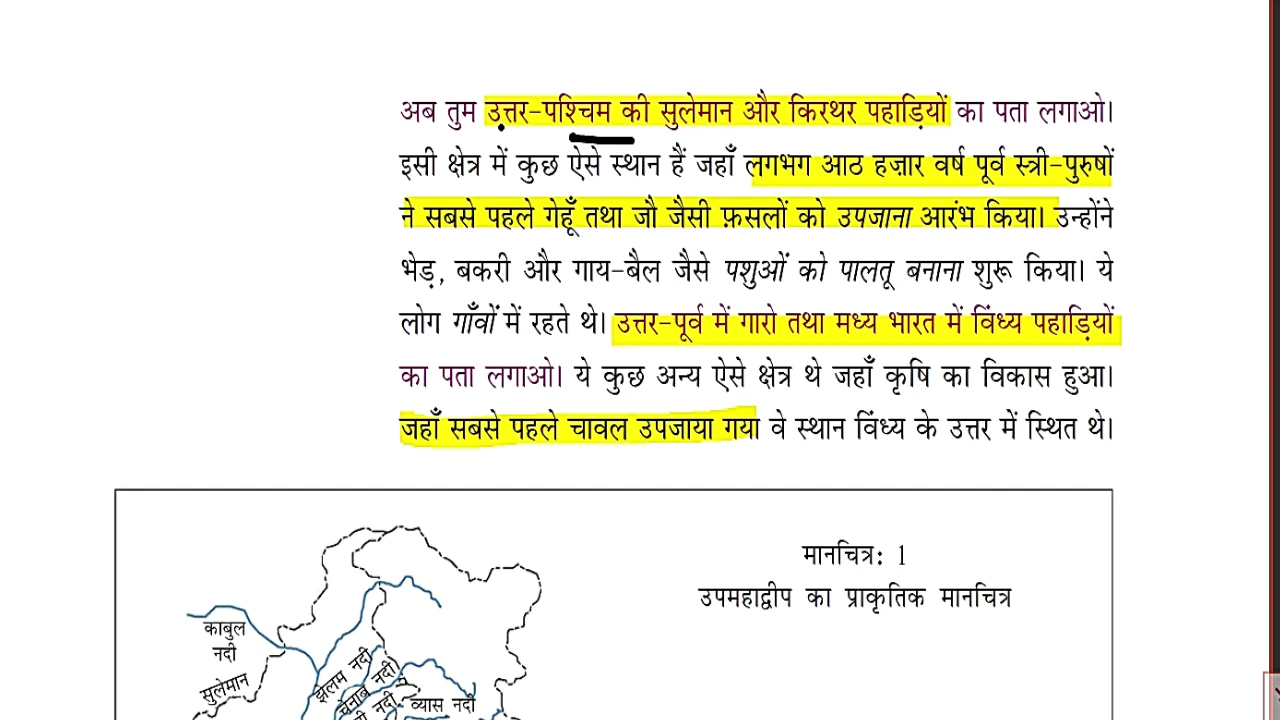 अब तुम उत्तर-पश्चिम की सुलेमान और किरथर पहाड़ियों का पता लगाओ।
इसी क्षेत्र में कुछ ऐसे स्थान हैं जहाँ लगभग आठ हज़ार वर्ष पूर्व स्त्री-पुरुषों
ने सबसे पहले गेहूँ तथा जौ जैसी फ़सलों को उपजाना आरंभ किया। उन्होंने
भेड़, बकरी और गाय-बैल जैसे पशुओं को पालतू बनाना शुरू किया। ये
लोग गाँवों में रहते थे। उत्तर-पूर्व में गारो तथा मध्य भारत में विंध्य पहाड़ियों
का पता लगाओ। ये कुछ अन्य ऐसे क्षेत्र थे जहाँ कृषि का विकास हुआ।
जहाँ सबसे पहले चावल उपजाया गया वे स्थान विंध्य के उत्तर में स्थित थे।
मानचित्र: 1
उपमहाद्वीप का प्राकृतिक मानचित्र
काबुल
नदी
सुलेमान
झेलम नदी
चेनाब नदी
नदी
व्यास नदी